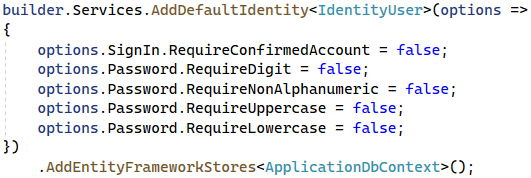 builder.Services.AddDefaultIdentity<IdentityUser>(options =>
{
    options.SignIn.RequireConfirmedAccount = false;
    options.Password.RequireDigit = false;
    options.Password.RequireNonAlphanumeric = false;
    options.Password.RequireUppercase = false;
    options.Password.RequireLowercase = false;
})
    .AddEntityFrameworkStores<ApplicationDbContext>();